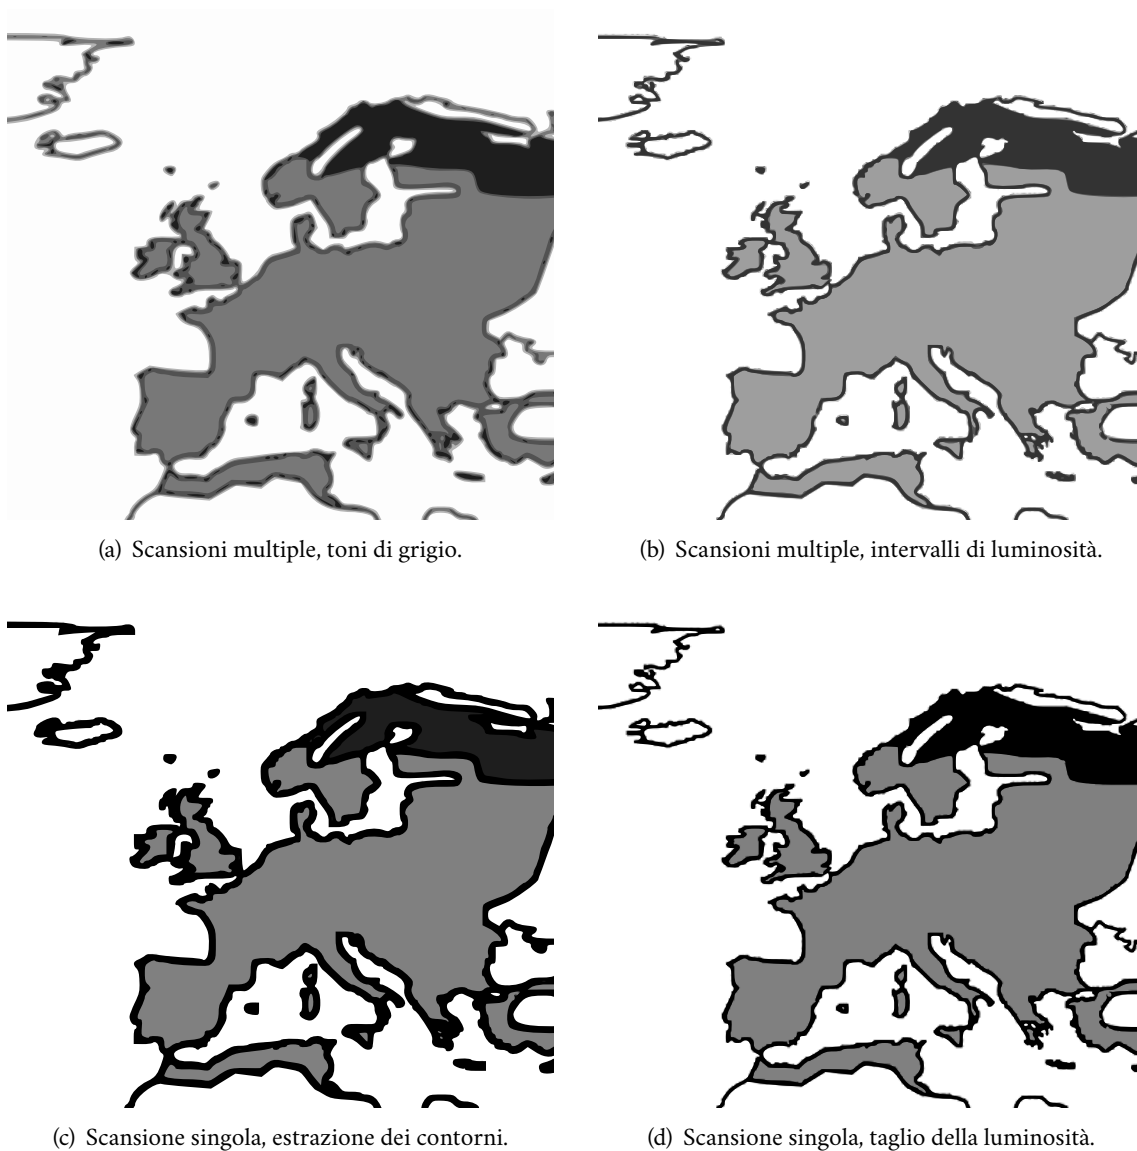 (a) Scansioni multiple, toni di grigio.
(b) Scansioni multiple, intervalli di luminosità.
(c) Scansione singola, estrazione dei contorni.
(d) Scansione singola, taglio della luminosità.